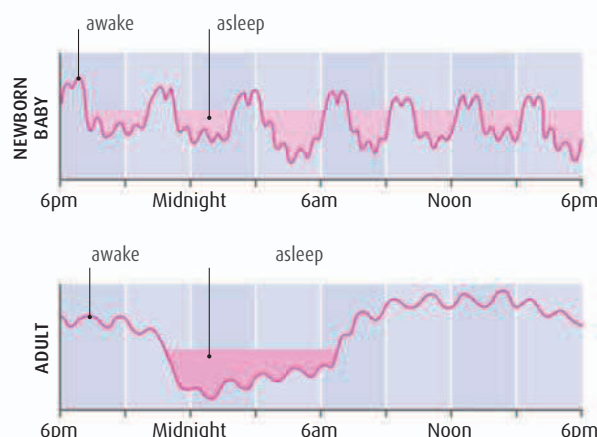 awake asleep
NEWBORN
BABY
6pm Midnight 6am Noon 6pm
awake asleep
ADULT
6pm Midnight 6am Noon 6pm